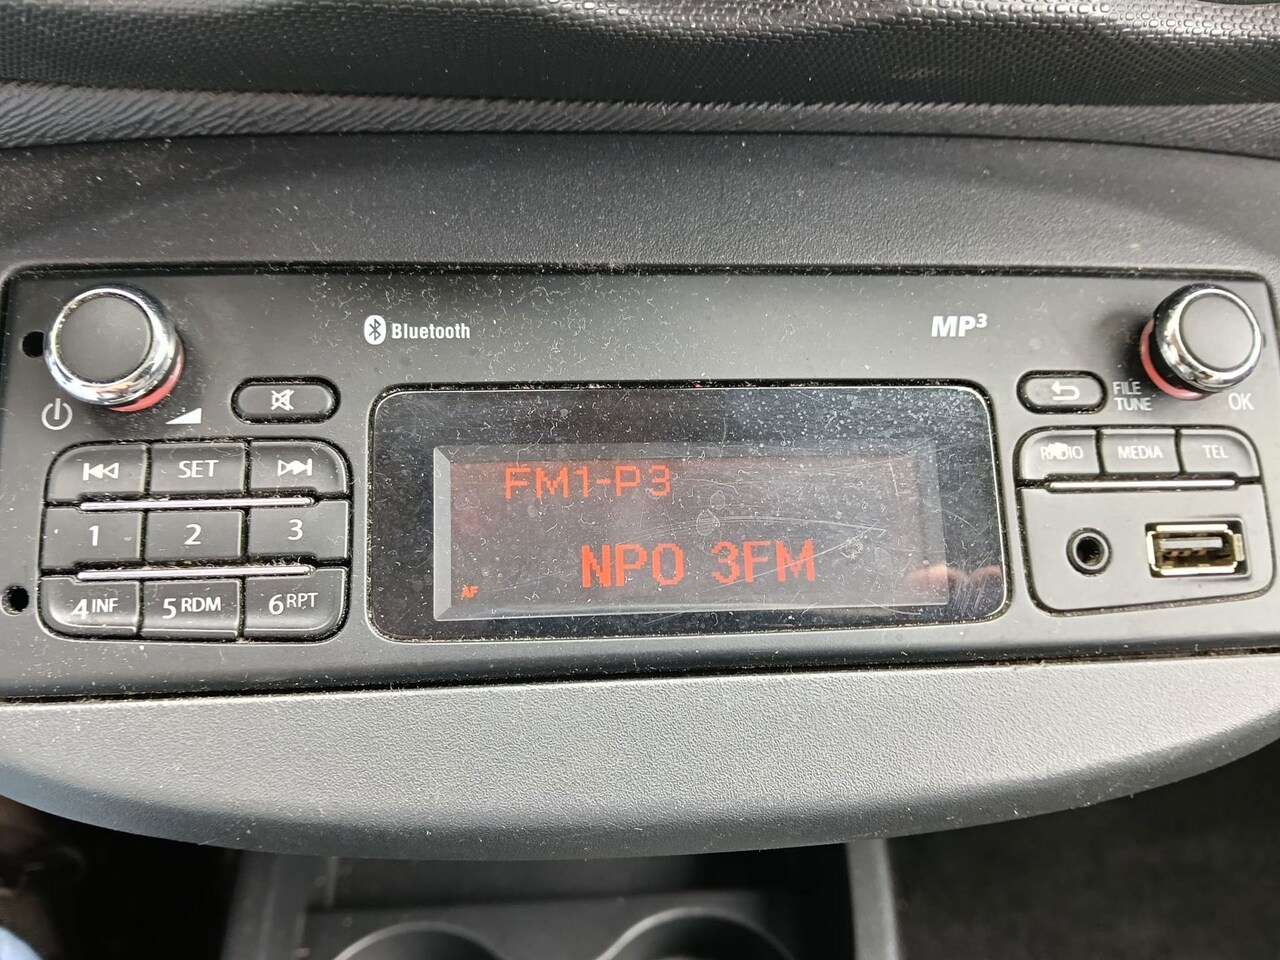 Bluetooth
MP3
FILE
TUNE
OK
SET
RADIO
MEDIA
TEL
FM1-P3
1
2
3
NPO 3FM
AF
4 INF
5 RDM
6 RPT